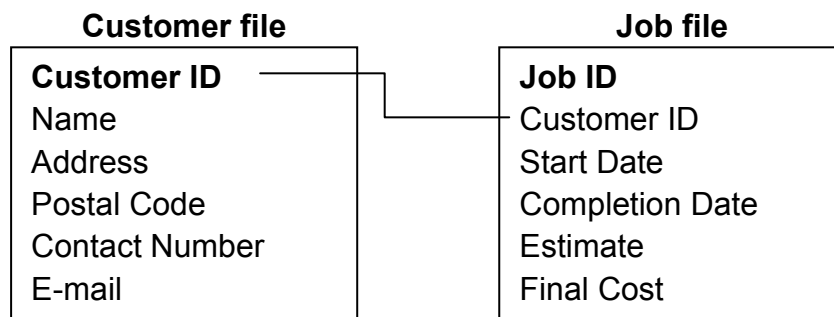 Customer file
Customer ID
Name
Address
Postal Code
Contact Number
E-mail
Job file
Job ID
Customer ID
Start Date
Completion Date
Estimate
Final Cost